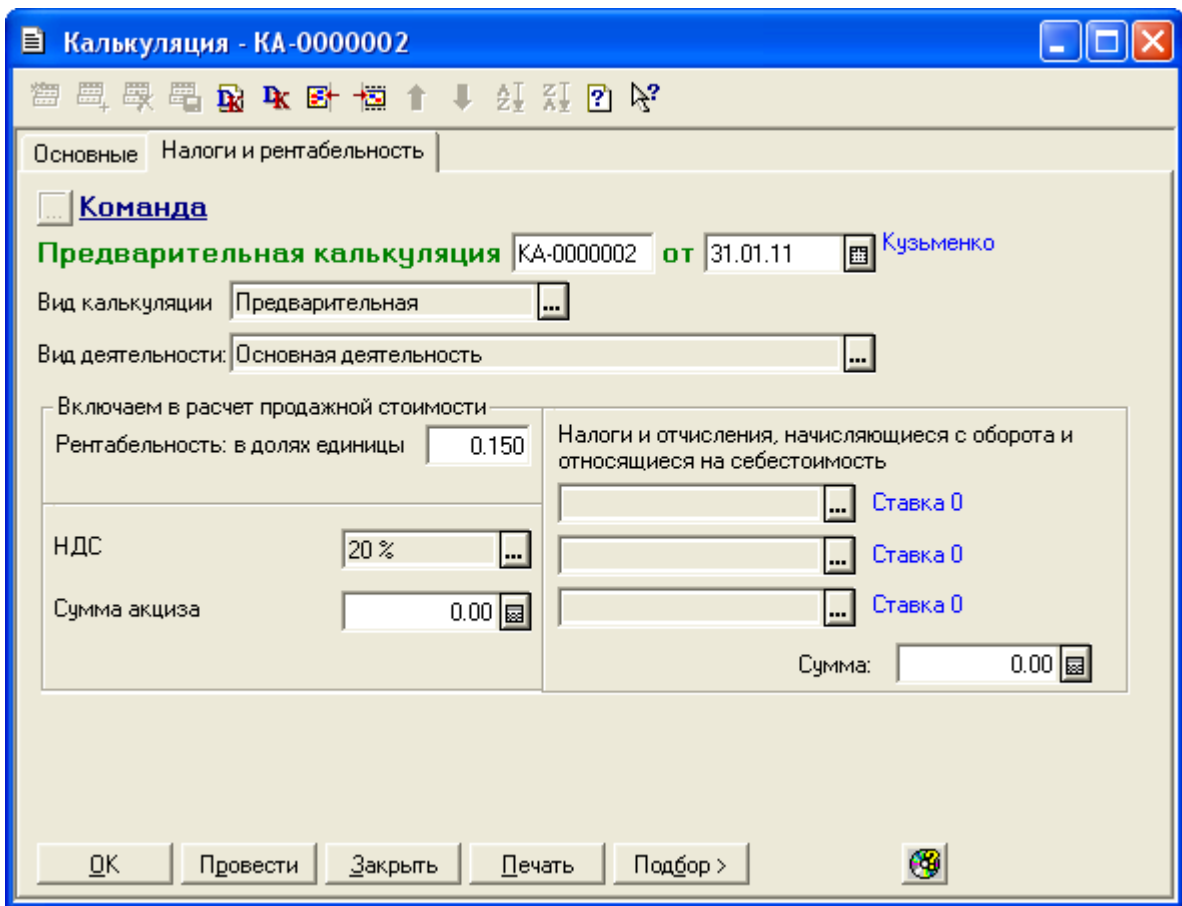 Калькуляция - КА-0000002
Основные Налоги и рентабельность
... Команда
Предварительная калькуляция КА-0000002 от 31.01.11 Кузьменко
Вид калькуляции Предварительная ...
Вид деятельности: Основная деятельность ...
Включаем в расчет продажной стоимости
Рентабельность: в долях единицы 0.150
НДС 20 % ...
Сумма акциза 0.00
Налоги и отчисления, начисляющиеся с оборота и
относящиеся на себестоимость
... Ставка 0
... Ставка 0
... Ставка 0
Сумма: 0.00
OK Провести Закрыть Печать Подбор >